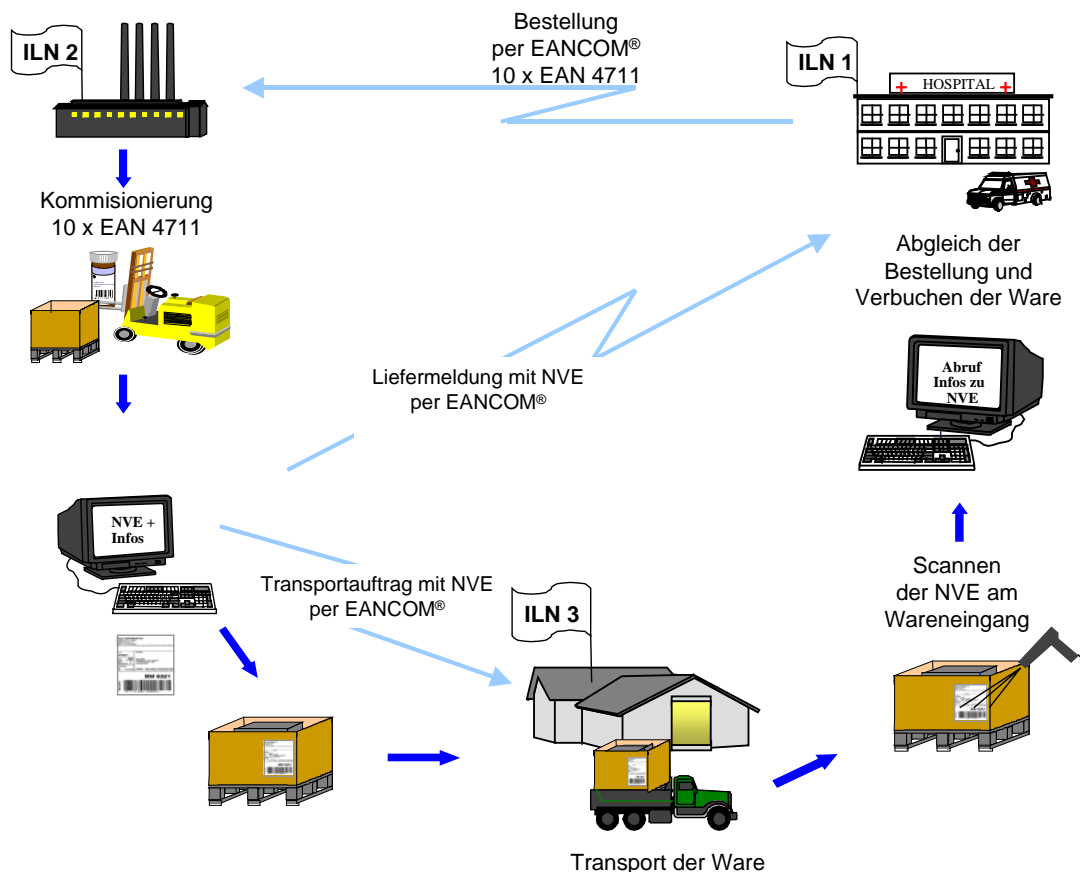 Bestellung
per EANCOM®
10 x EAN 4711
ILN 2
ILN 1
HOSPITAL
Kommisionierung
10 x EAN 4711
Abgleich der
Bestellung und
Verbuchen der Ware
Abruf
Infos zu
NVE
Liefermeldung mit NVE
per EANCOM®
NVE +
Infos
Transportauftrag mit NVE
per EANCOM®
ILN 3
Scannen
der NVE am
Wareneingang
Transport der Ware